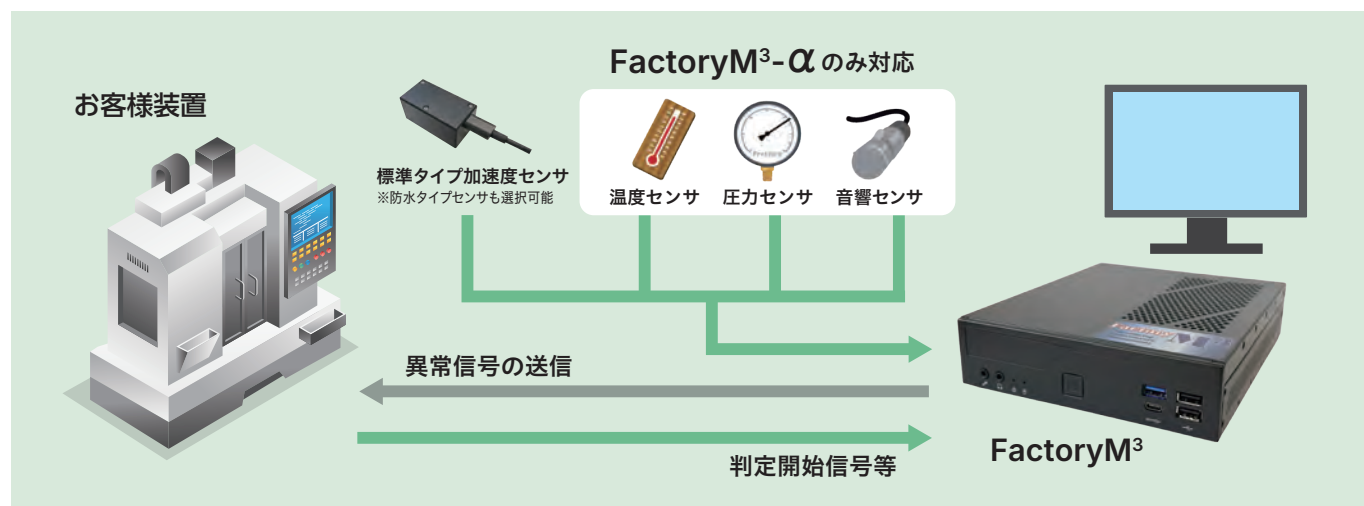 FactoryM³-α のみ対応
お客様装置
標準タイプ加速度センサ
※防水タイプセンサも選択可能
温度センサ
圧力センサ
音響センサ
異常信号の送信
判定開始信号等
FactoryM³